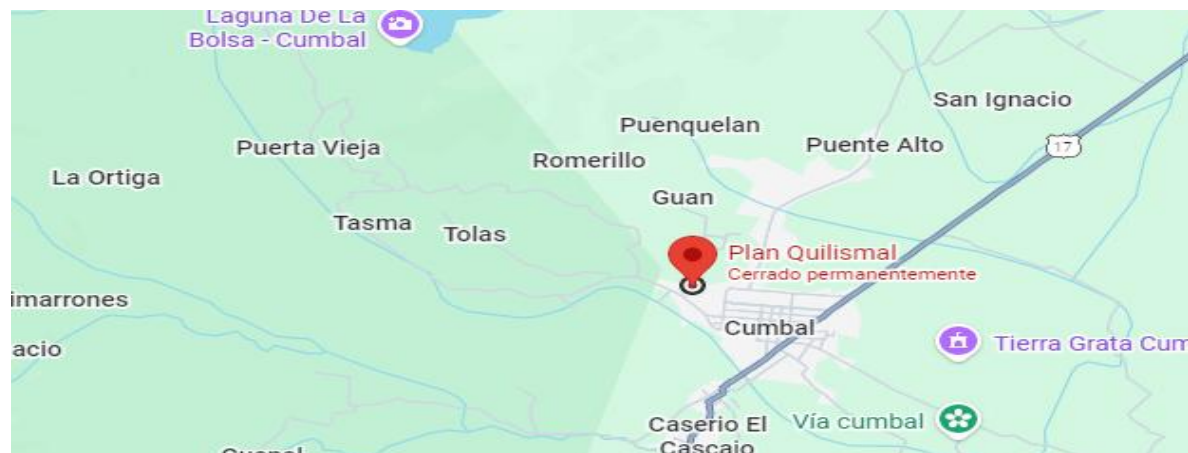 Laguna De La
Bolsa - Cumbal
San Ignacio
Puenquelan
Puerta Vieja
Puente Alto
17
Romerillo
La Ortiga
Guan
Tasma
Tolas
Plan Quilismal
Cerrado permanentemente
imarrones
Cumbal
acio
Tierra Grata Cum
Caserio El
Cascajo
Vía cumbal